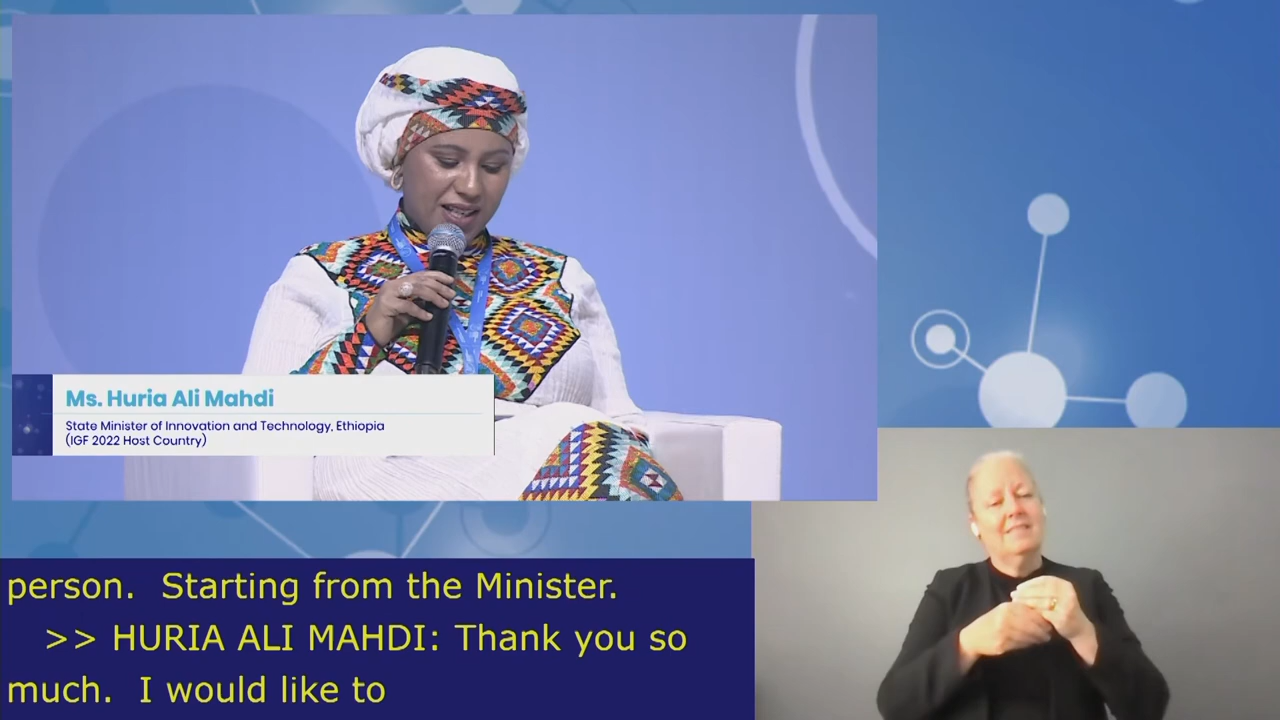 Ms. Huria Ali Mahdi
State Minister of Innovation and Technology, Ethiopia
(IGF 2022 Host Country)
person.  Starting from the Minister.
>> HURIA ALI MAHDI: Thank you so
much.  I would like to